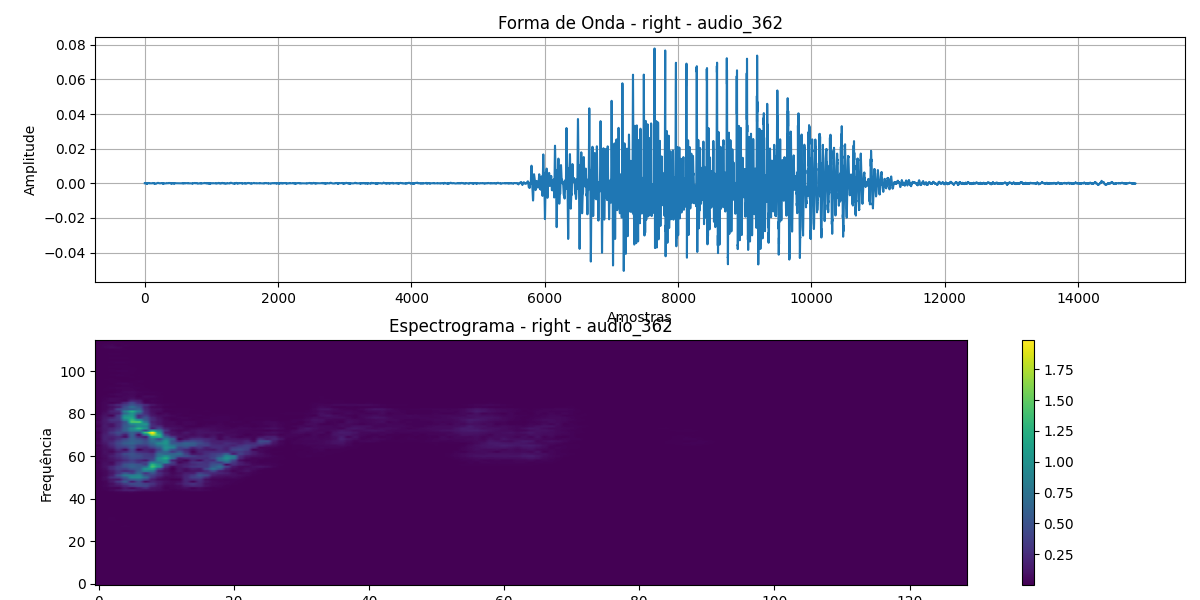 Forma de Onda - right - audio_362
0.08
0.06
0.04
0.02
0.00
−0.02
−0.04
Amplitude
0 2000 4000 6000 8000 10000 12000 14000
Amostras
Espectrograma - right - audio_362
100
80
60
40
20
0
Frequência
0 20 40 60 80 100 120
1.75
1.50
1.25
1.00
0.75
0.50
0.25